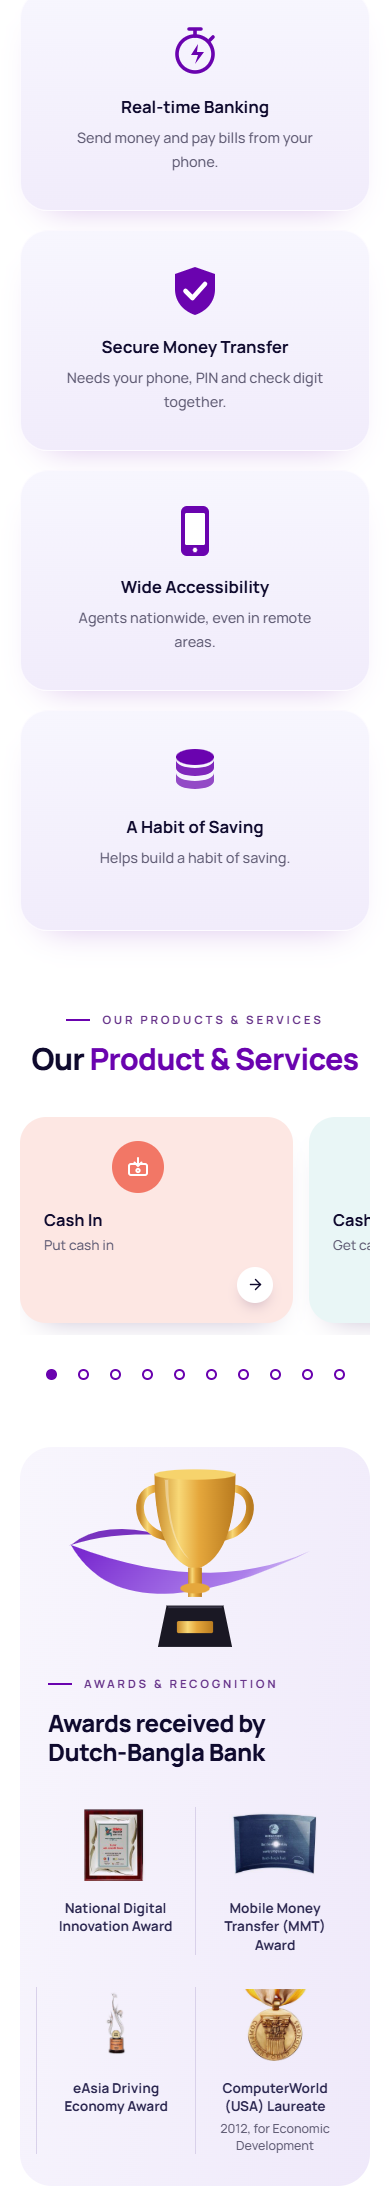 Real-time Banking
Send money and pay bills from your
phone.
Secure Money Transfer
Needs your phone, PIN and check digit
together.
Wide Accessibility
Agents nationwide, even in remote
areas.
A Habit of Saving
Helps build a habit of saving.
OUR PRODUCTS & SERVICES
Our Product & Services
Cash In
Put cash in
Cash
Get ca
AWARDS & RECOGNITION
Awards received by
Dutch-Bangla Bank
National Digital
Innovation Award
Mobile Money
Transfer (MMT)
Award
eAsia Driving
Economy Award
ComputerWorld
(USA) Laureate
2012, for Economic
Development